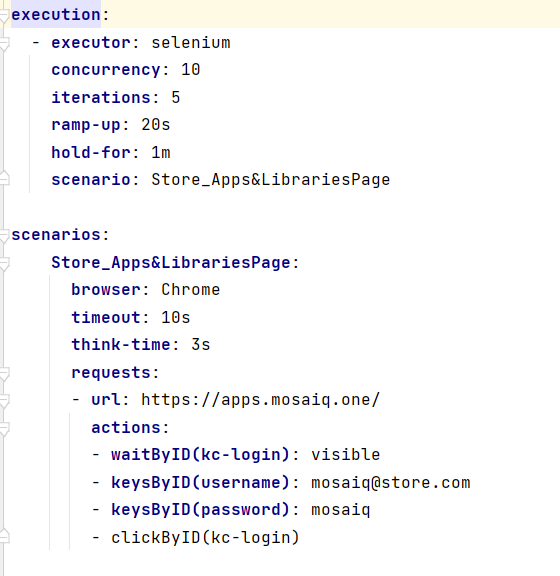 execution:
  - executor: selenium
    concurrency: 10
    iterations: 5
    ramp-up: 20s
    hold-for: 1m
    scenario: Store_Apps&LibrariesPage

scenarios:
    Store_Apps&LibrariesPage:
      browser: Chrome
      timeout: 10s
      think-time: 3s
      requests:
      - url: https://apps.mosaiq.one/
        actions:
        - waitByID(kc-login): visible
        - keysByID(username): mosaiq@store.com
        - keysByID(password): mosaiq
        - clickByID(kc-login)